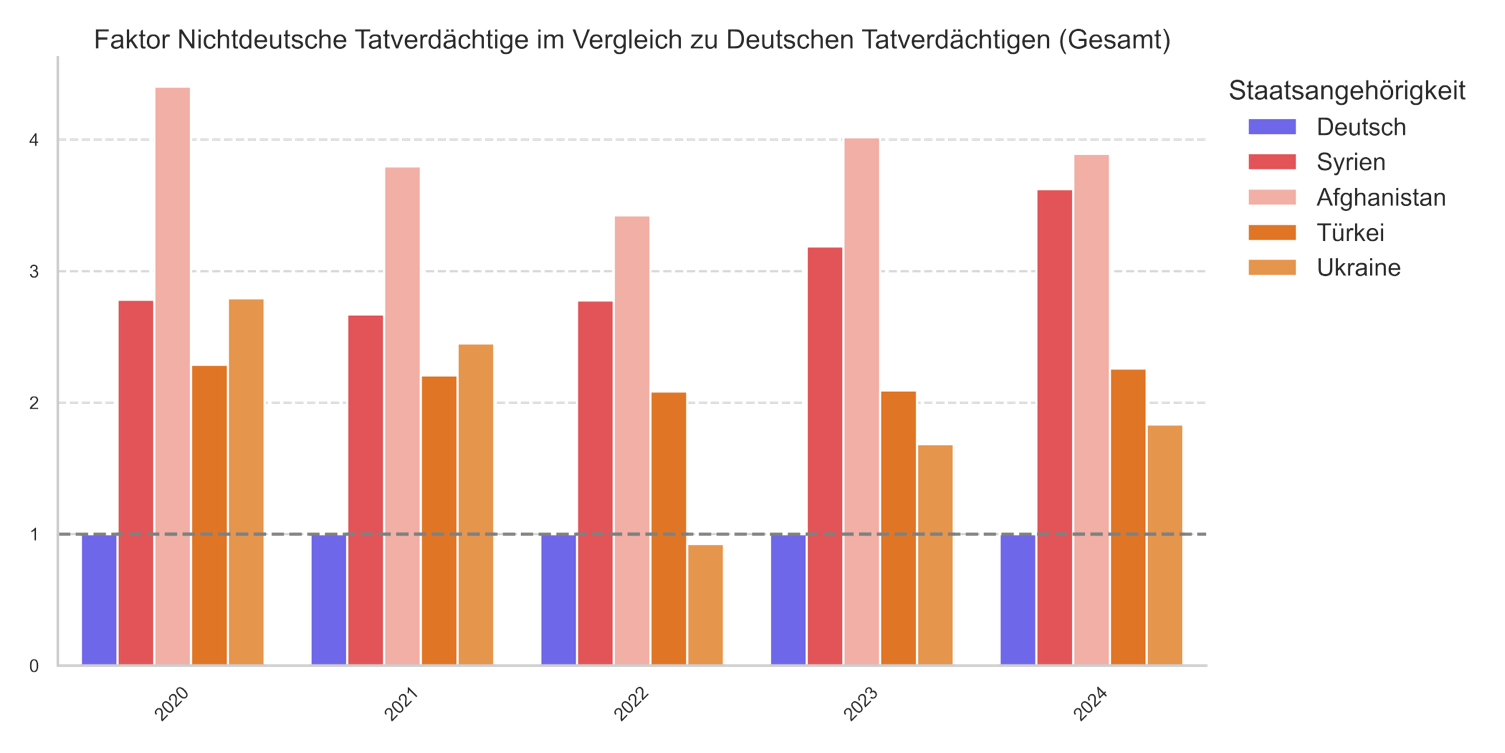 Faktor Nichtdeutsche Tatverdächtige im Vergleich zu Deutschen Tatverdächtigen (Gesamt)
Staatsangehörigkeit
Deutsch
Syrien
Afghanistan
Türkei
Ukraine
4
3
2
1
0
2020
2021
2022
2023
2024